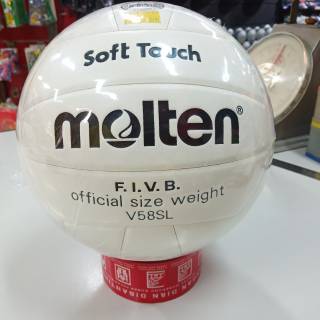 Soft Touch
molten®
F.I.V.B.
official size weight
V58SL